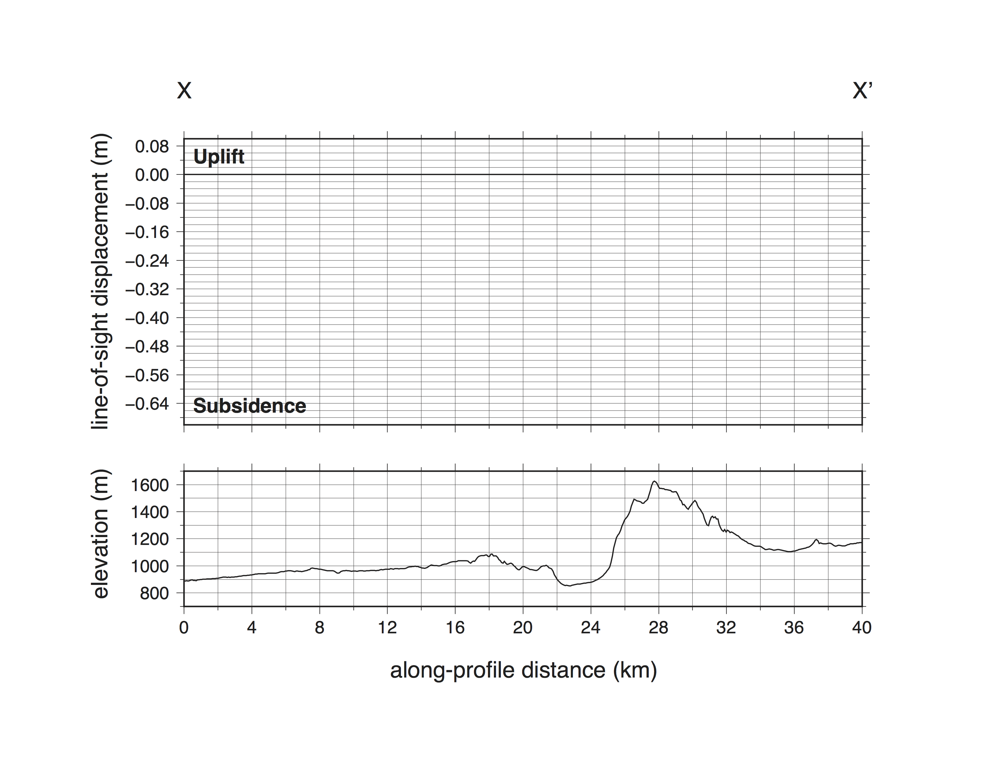 X X’
line-of-sight displacement (m)
0.08
0.00
−0.08
−0.16
−0.24
−0.32
−0.40
−0.48
−0.56
−0.64
Uplift
Subsidence
elevation (m)
1600
1400
1200
1000
800
0 4 8 12 16 20 24 28 32 36 40
along-profile distance (km)